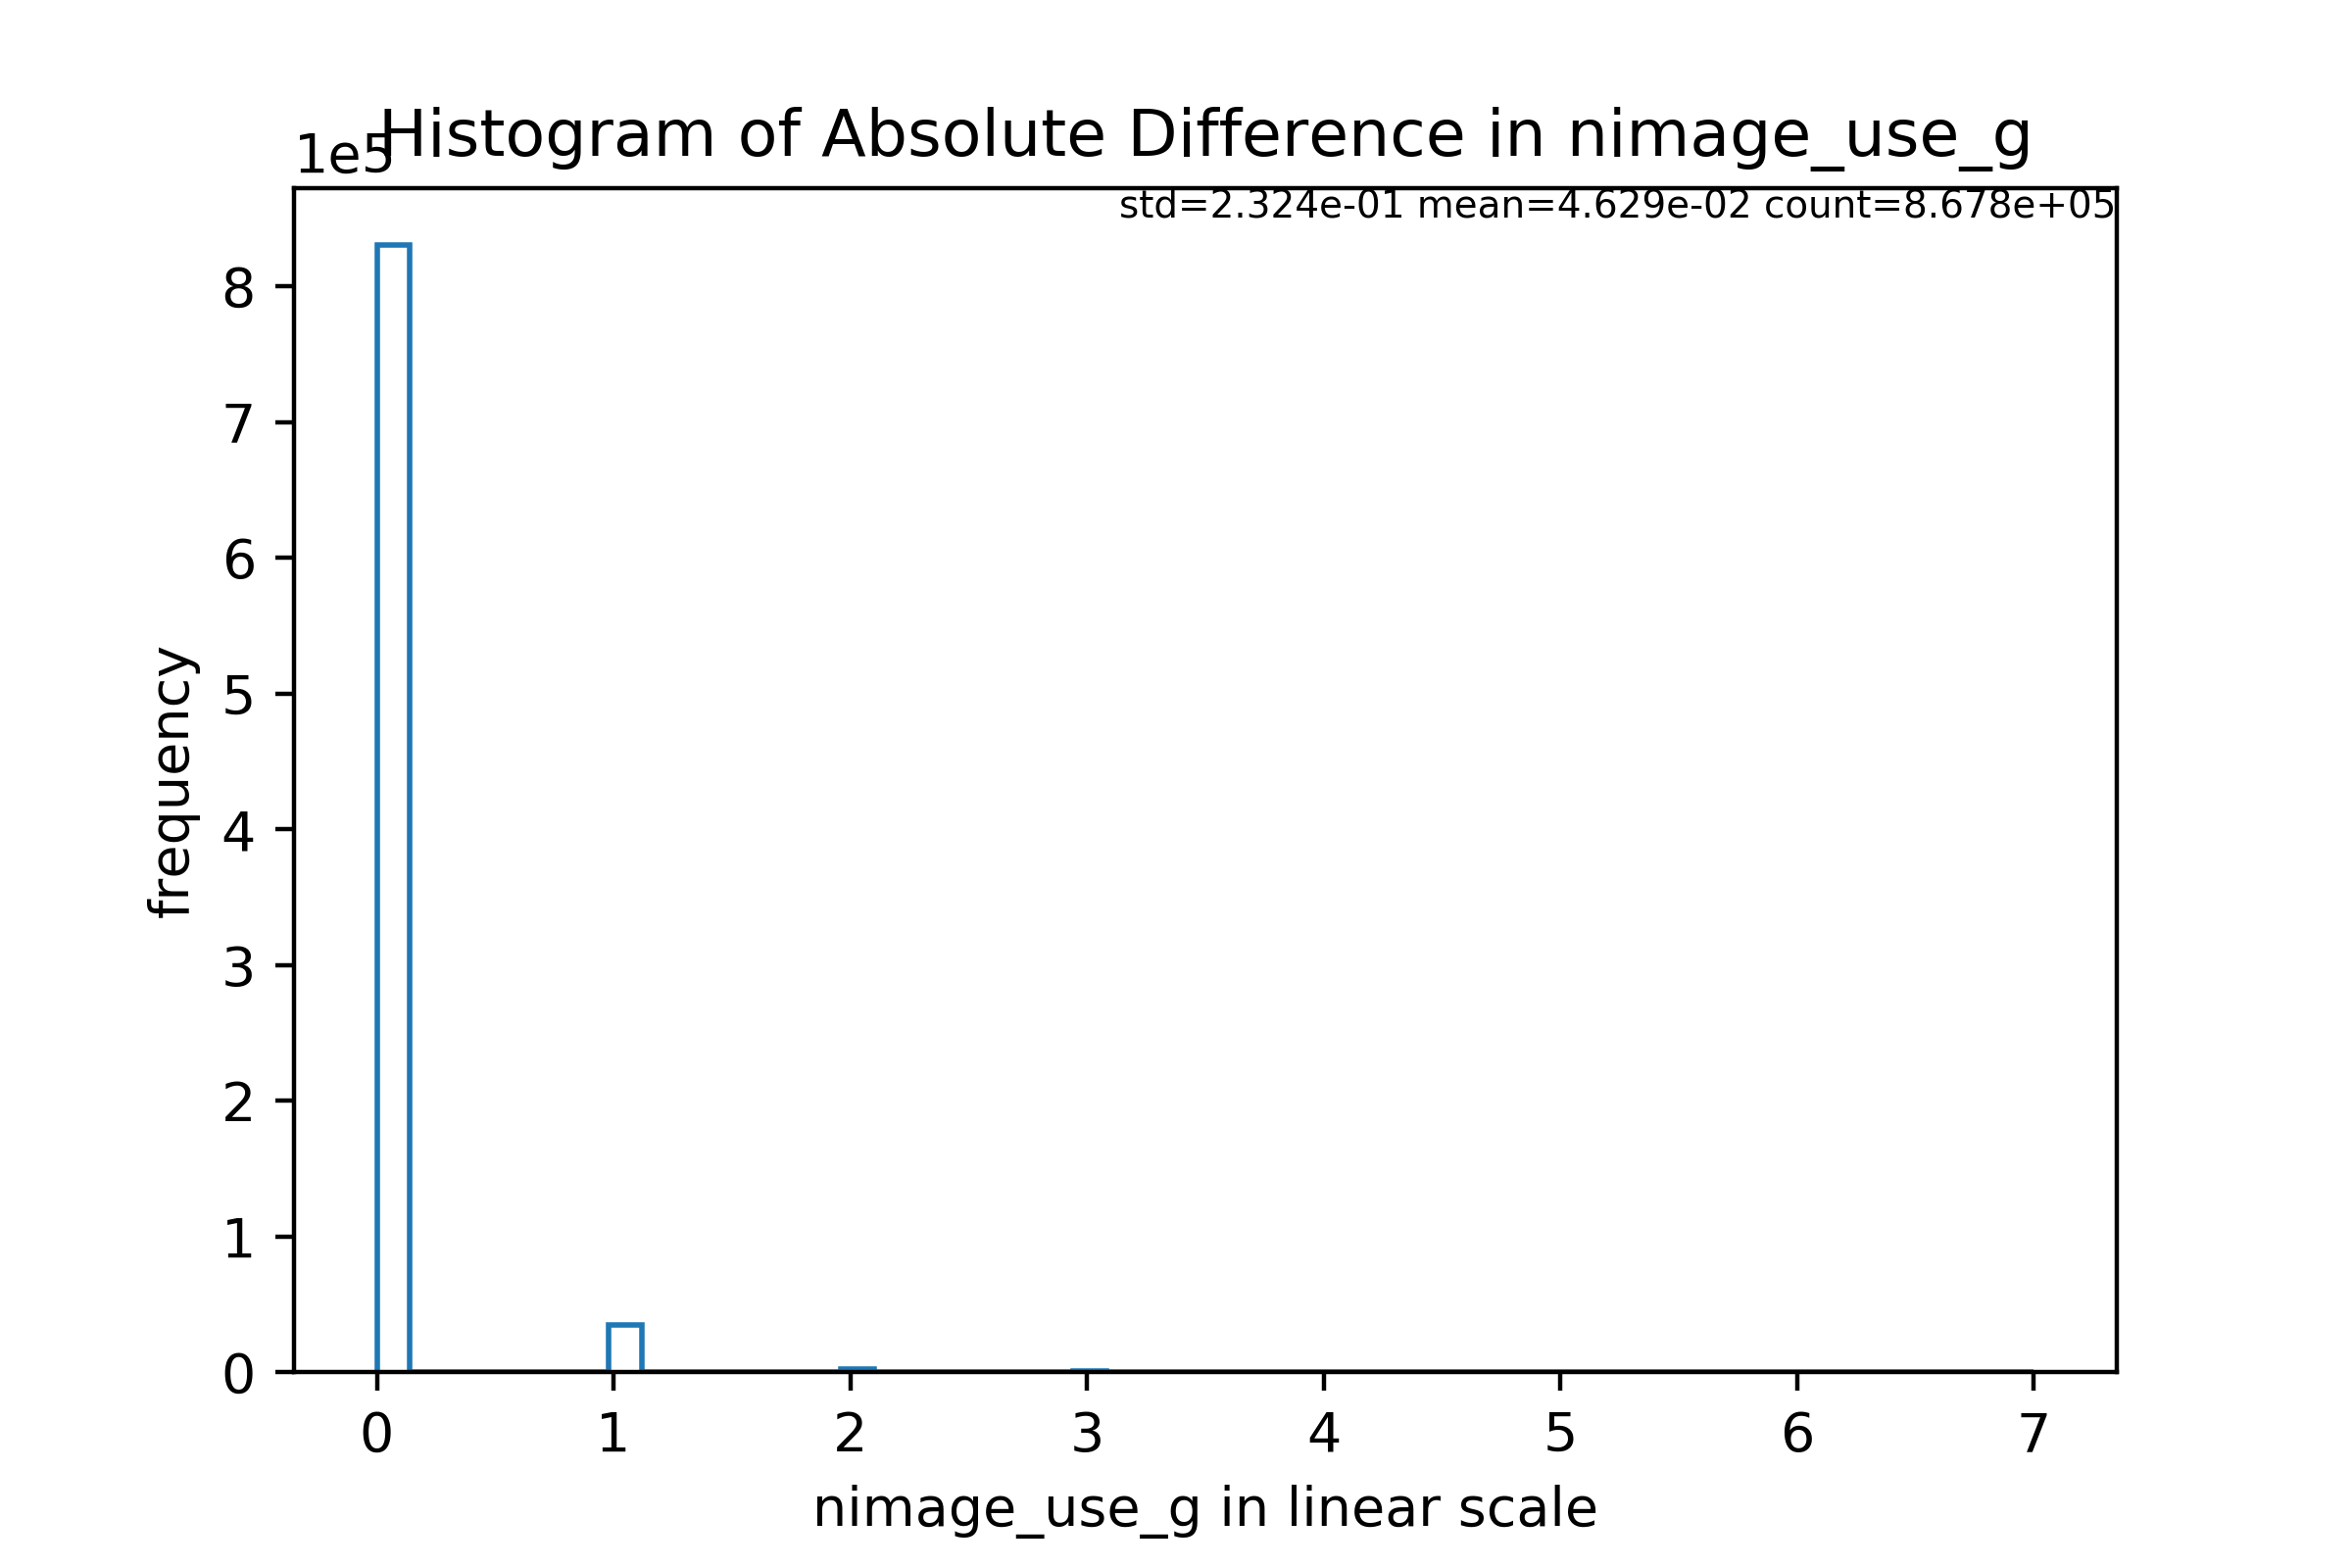 Histogram of Absolute Difference in nimage_use_g
1e5
std=2.324e-01 mean=4.629e-02 count=8.678e+05
8
7
6
5
4
3
2
1
0
frequency
0 1 2 3 4 5 6 7
nimage_use_g in linear scale